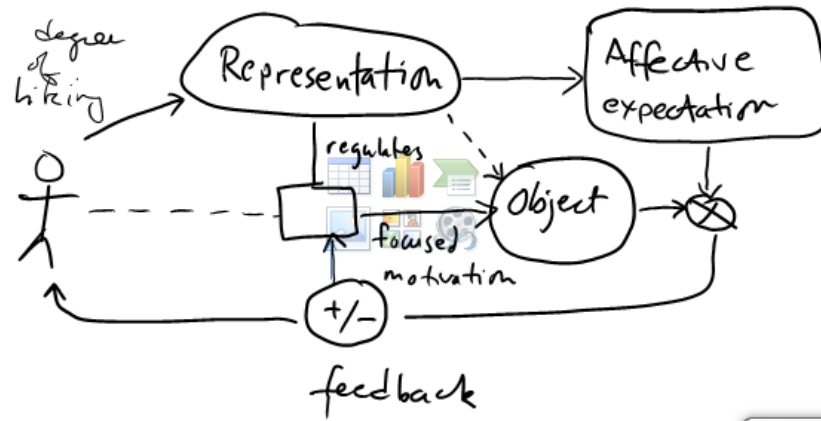 degree
of
liking
Representation
Affective
expectation
regulates
Object
focused
motivation
+/-
feedback